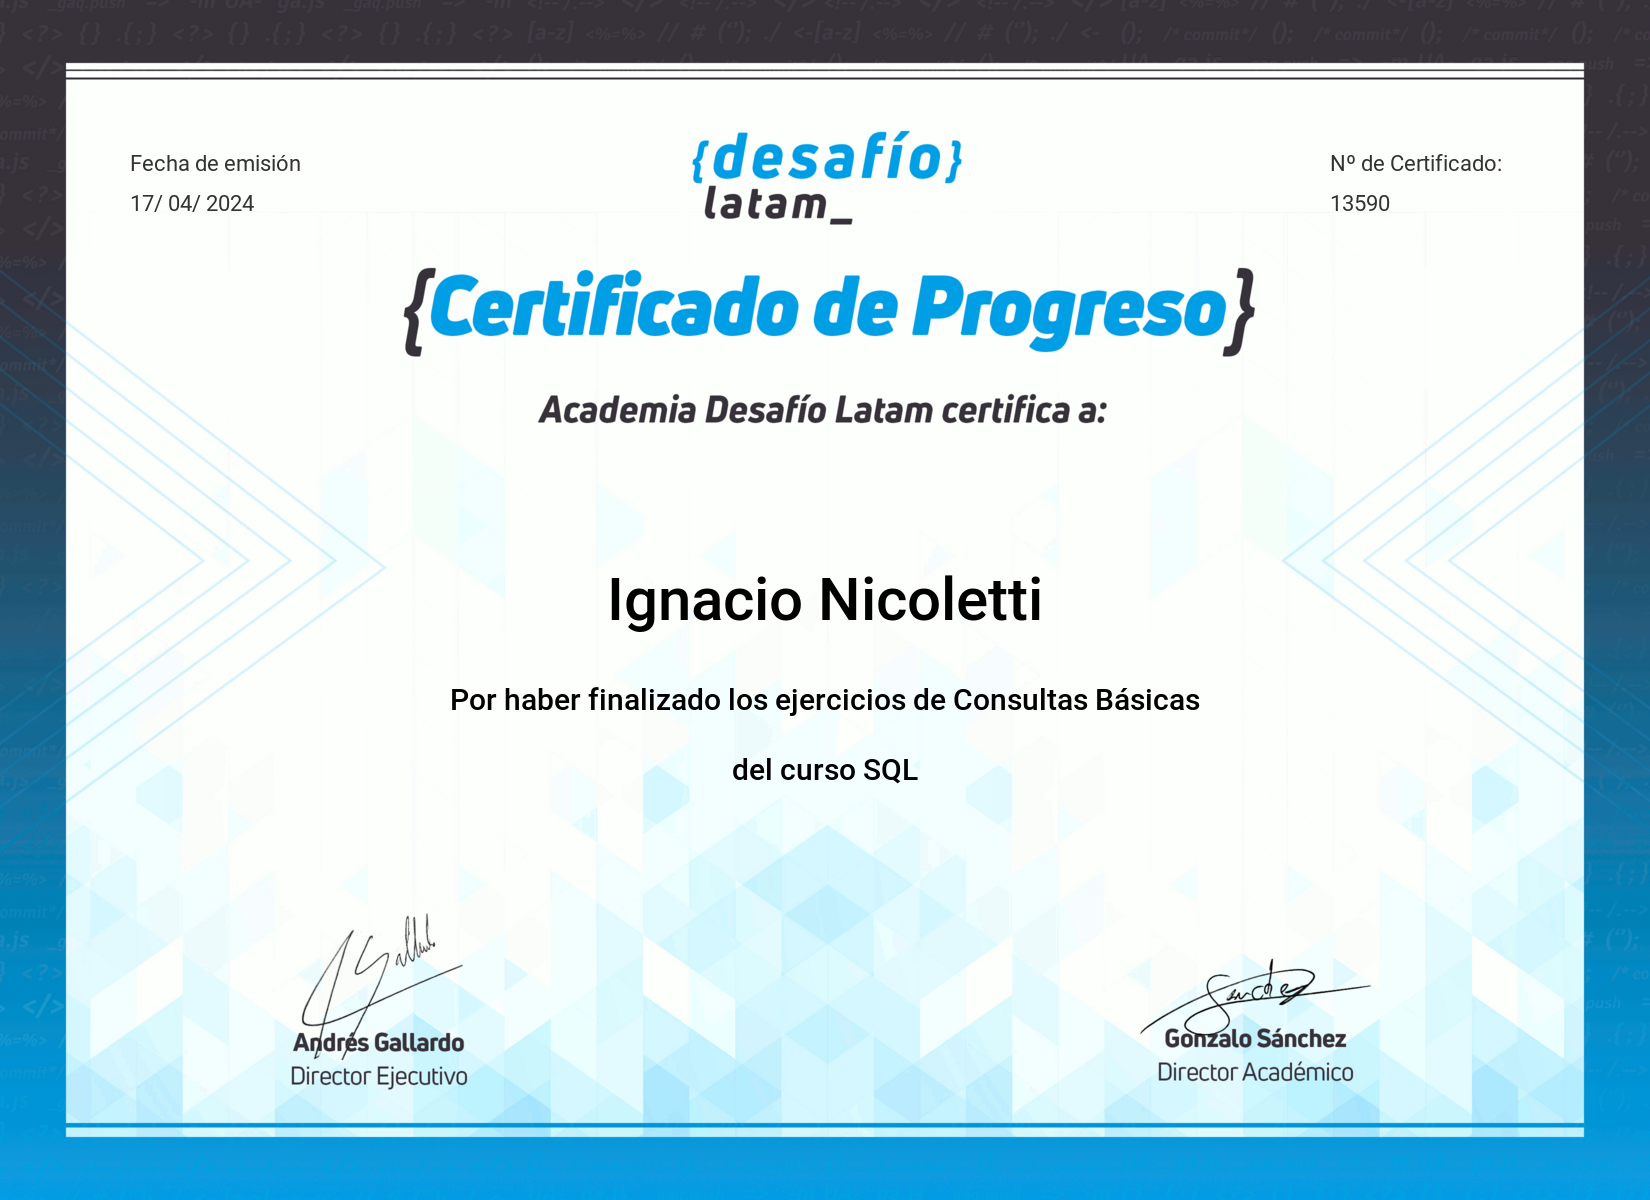 Fecha de emisión
17/ 04/ 2024
{desafío}
latam_
Nº de Certificado:
13590
{Certificado de Progreso}
Academia Desafío Latam certifica a:
Ignacio Nicoletti
Por haber finalizado los ejercicios de Consultas Básicas
del curso SQL
Andrés Gallardo
Director Ejecutivo
Gonzalo Sánchez
Director Académico